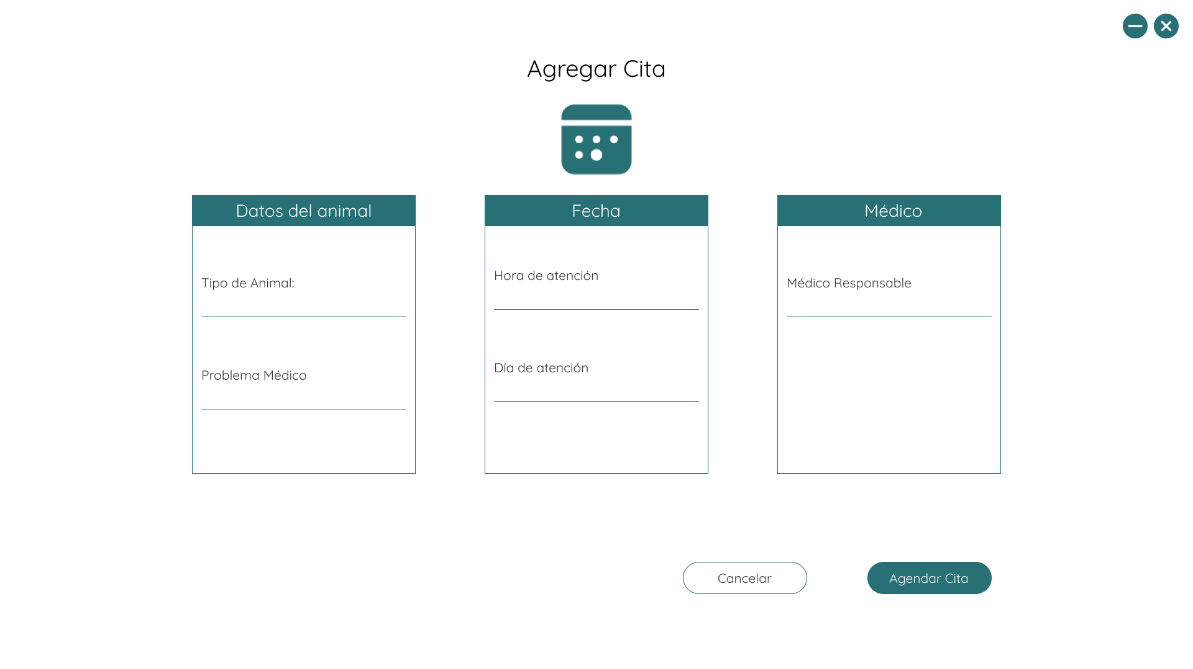 Agregar Cita
Datos del animal
Tipo de Animal:
Problema Médico
Fecha
Hora de atención
Día de atención
Médico
Médico Responsable
Cancelar
Agendar Cita